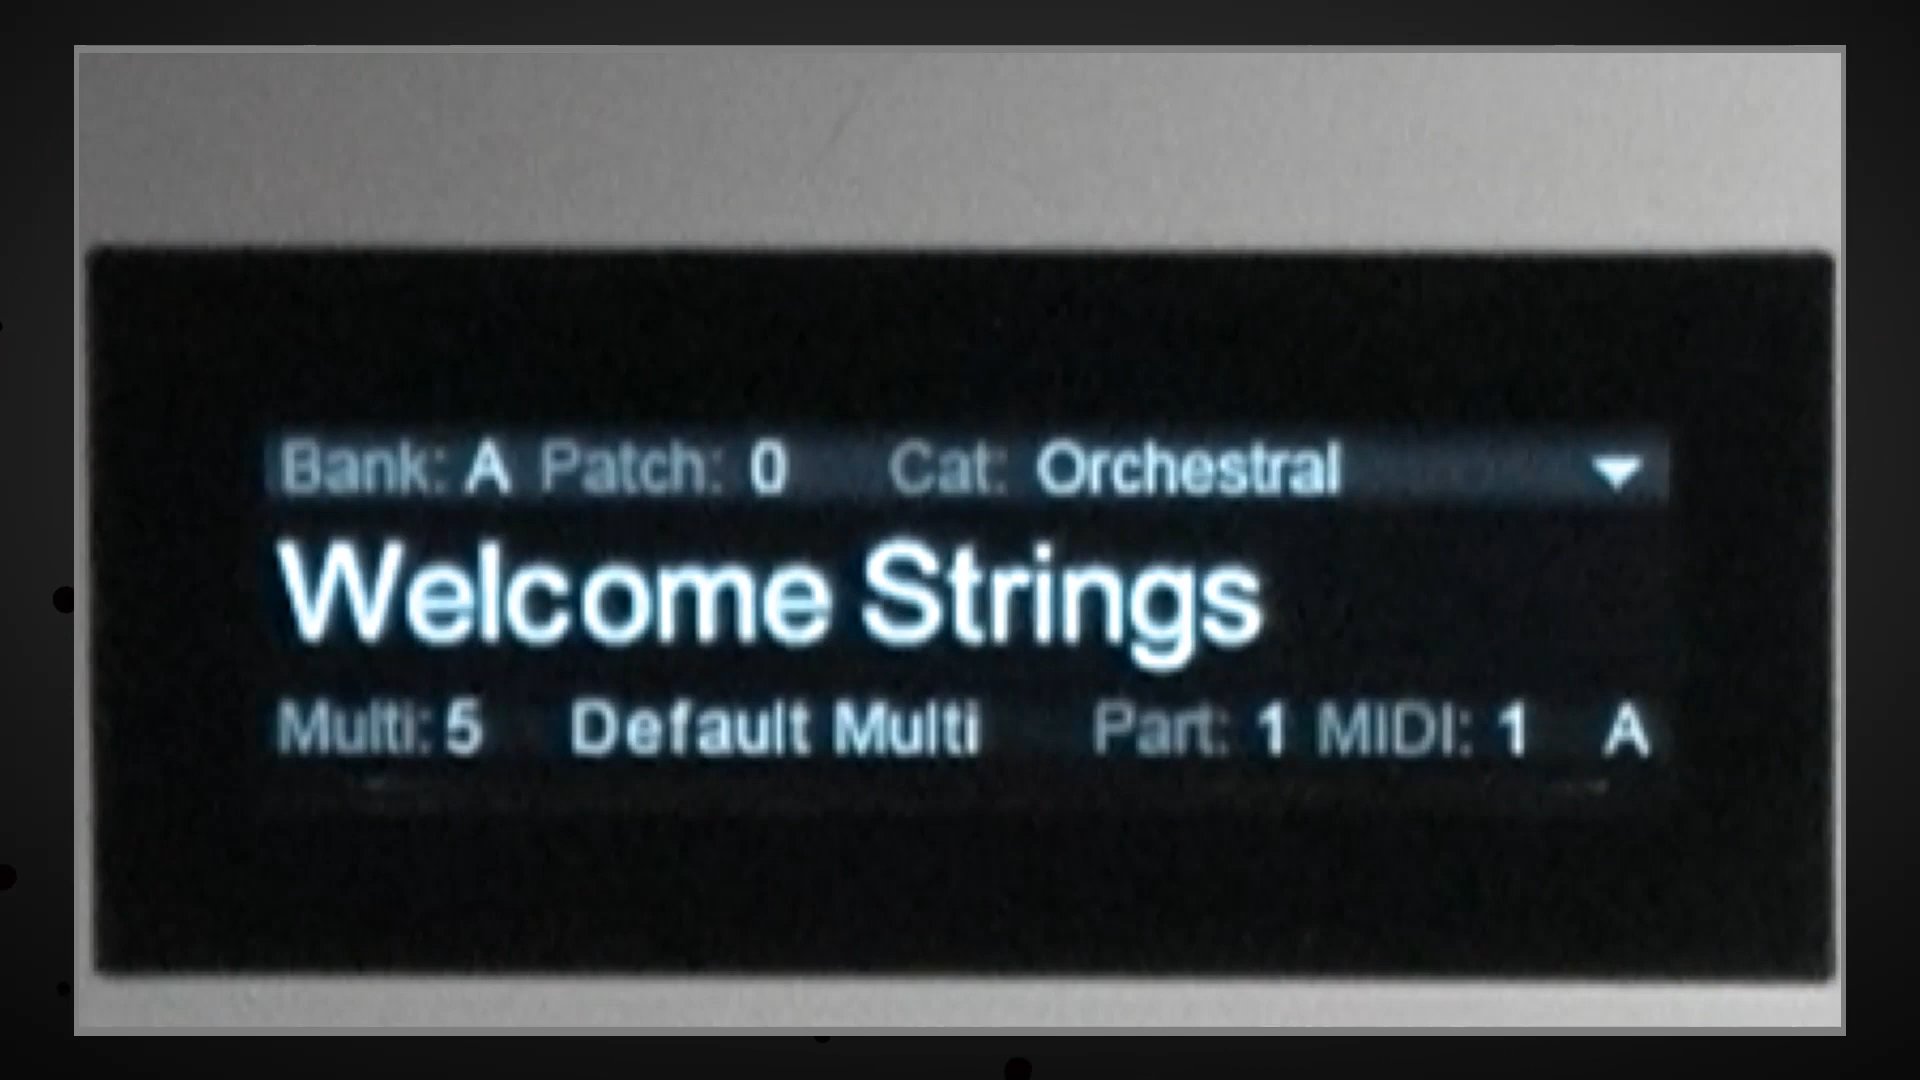 Bank: A Patch: 0 Cat: Orchestral
Welcome Strings
Multi: 5 Default Multi Part: 1 MIDI: 1 A